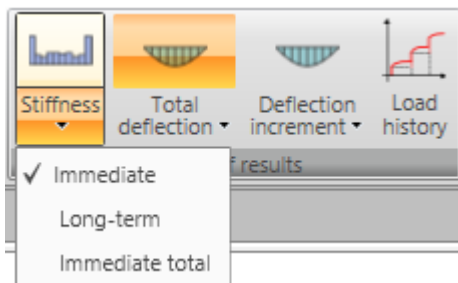 Stiffness
Total deflection
Deflection increment
Load history
f results
Immediate
Long-term
Immediate total